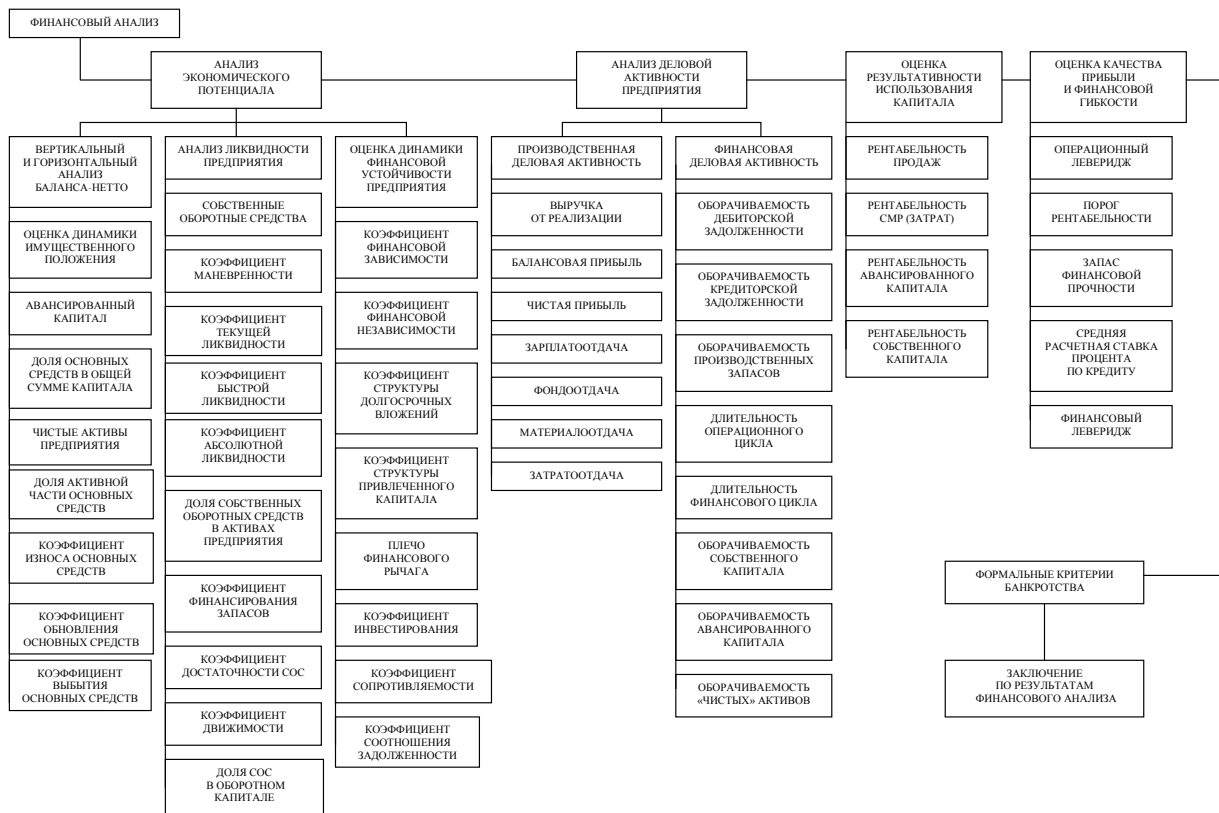 ФИНАНСОВЫЙ АНАЛИЗ
АНАЛИЗ
ЭКОНОМИЧЕСКОГО
ПОТЕНЦИАЛА
АНАЛИЗ ДЕЛОВОЙ
АКТИВНОСТИ
ПРЕДПРИЯТИЯ
ОЦЕНКА
РЕЗУЛЬТАТИВНОСТИ
ИСПОЛЬЗОВАНИЯ
КАПИТАЛА
ОЦЕНКА КАЧЕСТВА
ПРИБЫЛИ
И ФИНАНСОВОЙ
ГИБКОСТИ
ВЕРТИКАЛЬНЫЙ
И ГОРИЗОНТАЛЬНЫЙ
АНАЛИЗ
БАЛАНСА-НЕТТО
ОЦЕНКА ДИНАМИКИ
ИМУЩЕСТВЕННОГО
ПОЛОЖЕНИЯ
АВАНСИРОВАННЫЙ
КАПИТАЛ
ДОЛЯ ОСНОВНЫХ
СРЕДСТВ В ОБЩЕЙ
СУММЕ КАПИТАЛА
ЧИСТЫЕ АКТИВЫ
ПРЕДПРИЯТИЯ
ДОЛЯ АКТИВНОЙ
ЧАСТИ ОСНОВНЫХ
СРЕДСТВ
КОЭФФИЦИЕНТ
ИЗНОСА ОСНОВНЫХ
СРЕДСТВ
КОЭФФИЦИЕНТ
ОБНОВЛЕНИЯ
ОСНОВНЫХ СРЕДСТВ
КОЭФФИЦИЕНТ
ВЫБЫТИЯ
ОСНОВНЫХ СРЕДСТВ
АНАЛИЗ ЛИКВИДНОСТИ
ПРЕДПРИЯТИЯ
СОБСТВЕННЫЕ
ОБОРОТНЫЕ СРЕДСТВА
КОЭФФИЦИЕНТ
МАНЕВРЕННОСТИ
КОЭФФИЦИЕНТ
ТЕКУЩЕЙ
ЛИКВИДНОСТИ
КОЭФФИЦИЕНТ
БЫСТРОЙ
ЛИКВИДНОСТИ
КОЭФФИЦИЕНТ
АБСОЛЮТНОЙ
ЛИКВИДНОСТИ
ДОЛЯ СОБСТВЕННЫХ
ОБОРОТНЫХ СРЕДСТВ
В АКТИВАХ
ПРЕДПРИЯТИЯ
КОЭФФИЦИЕНТ
ФИНАНСИРОВАНИЯ
ЗАПАСОВ
КОЭФФИЦИЕНТ
ДОСТАТОЧНОСТИ СОС
КОЭФФИЦИЕНТ
ДВИЖИМОСТИ
ДОЛЯ СОС
В ОБОРОТНОМ
КАПИТАЛЕ
ОЦЕНКА ДИНАМИКИ
ФИНАНСОВОЙ
УСТОЙЧИВОСТИ
ПРЕДПРИЯТИЯ
КОЭФФИЦИЕНТ
ФИНАНСОВОЙ
ЗАВИСИМОСТИ
КОЭФФИЦИЕНТ
ФИНАНСОВОЙ
НЕЗАВИСИМОСТИ
КОЭФФИЦИЕНТ
СТРУКТУРЫ
ДОЛГОСРОЧНЫХ
ВЛОЖЕНИЙ
КОЭФФИЦИЕНТ
СТРУКТУРЫ
ПРИВЛЕЧЕННОГО
КАПИТАЛА
ПЛЕЧО
ФИНАНСОВОГО
РЫЧАГА
КОЭФФИЦИЕНТ
ИНВЕСТИРОВАНИЯ
КОЭФФИЦИЕНТ
СОПРОТИВЛЯЕМОСТИ
КОЭФФИЦИЕНТ
СООТНОШЕНИЯ
ЗАДОЛЖЕННОСТИ
ПРОИЗВОДСТВЕННАЯ
ДЕЛОВАЯ АКТИВНОСТЬ
ВЫРУЧКА
ОТ РЕАЛИЗАЦИИ
БАЛАНСОВАЯ ПРИБЫЛЬ
ЧИСТАЯ ПРИБЫЛЬ
ЗАРПЛАТООТДАЧА
ФОНДООТДАЧА
МАТЕРИАЛООТДАЧА
ЗАТРАТООТДАЧА
ФИНАНСОВАЯ
ДЕЛОВАЯ АКТИВНОСТЬ
ОБОРАЧИВАЕМОСТЬ
ДЕБИТОРСКОЙ
ЗАДОЛЖЕННОСТИ
ОБОРАЧИВАЕМОСТЬ
КРЕДИТОРСКОЙ
ЗАДОЛЖЕННОСТИ
ОБОРАЧИВАЕМОСТЬ
ПРОИЗВОДСТВЕННЫХ
ЗАПАСОВ
ДЛИТЕЛЬНОСТЬ
ОПЕРАЦИОННОГО
ЦИКЛА
ДЛИТЕЛЬНОСТЬ
ФИНАНСОВОГО ЦИКЛА
ОБОРАЧИВАЕМОСТЬ
СОБСТВЕННОГО
КАПИТАЛА
ОБОРАЧИВАЕМОСТЬ
АВАНСИРОВАННОГО
КАПИТАЛА
ОБОРАЧИВАЕМОСТЬ
«ЧИСТЫХ» АКТИВОВ
РЕНТАБЕЛЬНОСТЬ
ПРОДАЖ
РЕНТАБЕЛЬНОСТЬ
СМР (ЗАТРАТ)
РЕНТАБЕЛЬНОСТЬ
АВАНСИРОВАННОГО
КАПИТАЛА
РЕНТАБЕЛЬНОСТЬ
СОБСТВЕННОГО
КАПИТАЛА
ОПЕРАЦИОННЫЙ
ЛЕВЕРИДЖ
ПОРОГ
РЕНТАБЕЛЬНОСТИ
ЗАПАС
ФИНАНСОВОЙ
ПРОЧНОСТИ
СРЕДНЯЯ
РАСЧЕТНАЯ СТАВКА
ПРОЦЕНТА
ПО КРЕДИТУ
ФИНАНСОВЫЙ
ЛЕВЕРИДЖ
ФОРМАЛЬНЫЕ КРИТЕРИИ
БАНКРОТСТВА
ЗАКЛЮЧЕНИЕ
ПО РЕЗУЛЬТАТАМ
ФИНАНСОВОГО АНАЛИЗА